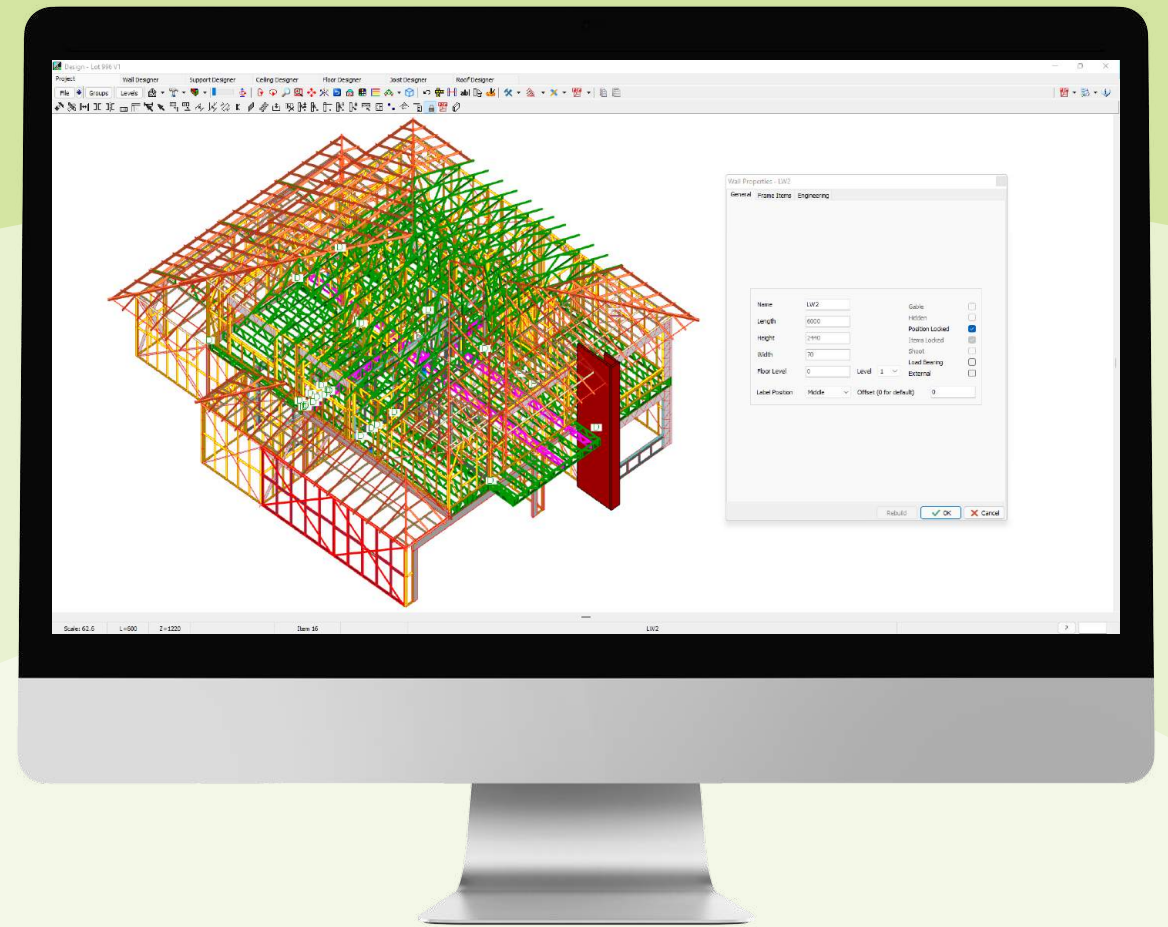 Design - Lot 996 V1
Project Wall Designer Support Designer Ceiling Designer Floor Designer Joist Designer Roof Designer
File Groups Levels
Wall Properties - LW2
General Frame Items Engineering
Name LW2
Length 6000
Height
Width 70
Floor Level 0 Level 1
Label Position Middle Offset (0 for default) 0
Gable
Hidden
Position Locked
Items Locked
Load Bearing
External
Rebuild OK Cancel
Scale: 62.6 L=600 Z=1220 Item 16 LW2 ?